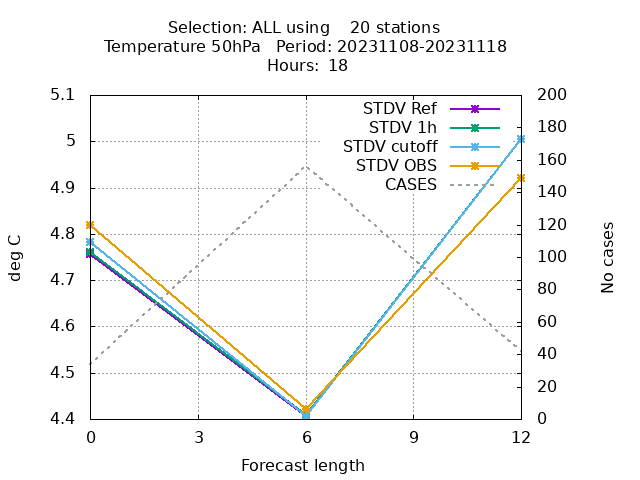 Selection: ALL using    20 stations
Temperature 50hPa   Period: 20231108-20231118
Hours:  18
5.1
5
4.9
4.8
4.7
4.6
4.5
4.4
deg C
STDV Ref
STDV 1h
STDV cutoff
STDV OBS
CASES
200
180
160
140
120
100
80
60
40
20
0
No cases
0 3 6 9 12
Forecast length